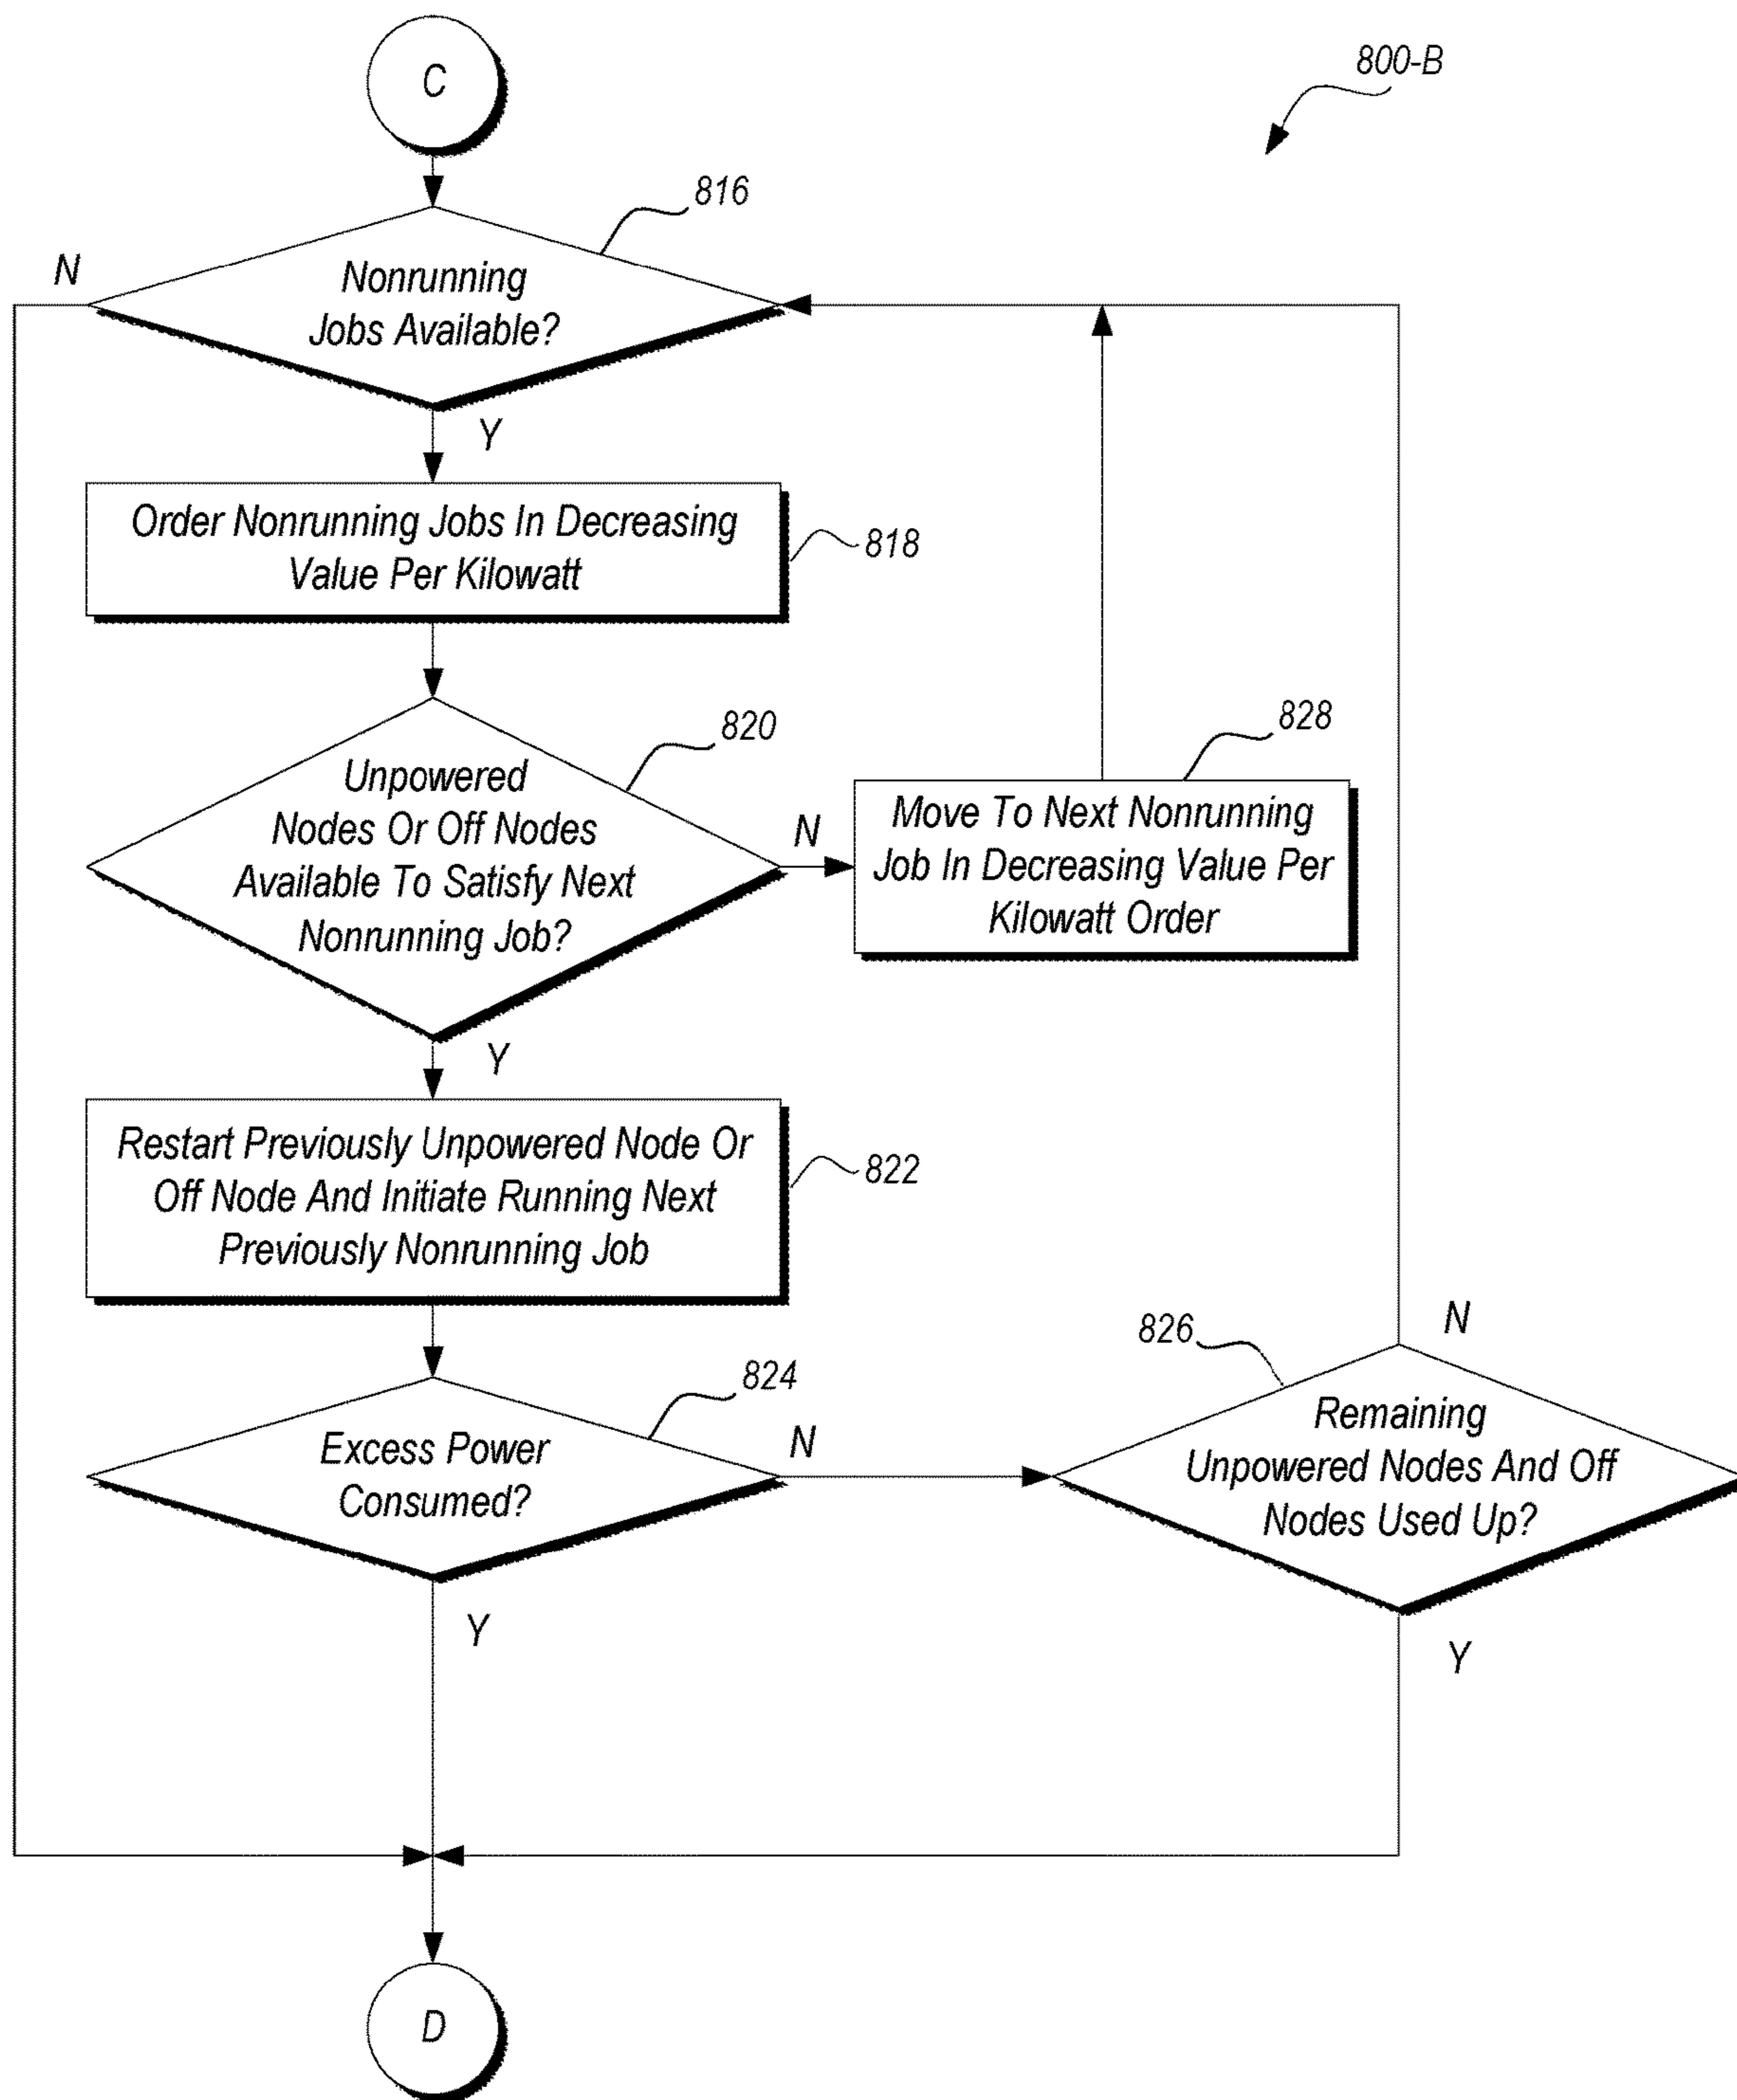 C
800-B
816
N
Nonrunning
Jobs Available?
Y
Order Nonrunning Jobs In Decreasing
Value Per Kilowatt
818
820
Unpowered
Nodes Or Off Nodes
Available To Satisfy Next
Nonrunning Job?
N
828
Move To Next Nonrunning
Job In Decreasing Value Per
Kilowatt Order
Y
Restart Previously Unpowered Node Or
Off Node And Initiate Running Next
Previously Nonrunning Job
822
824
Excess Power
Consumed?
N
826
N
Remaining
Unpowered Nodes And Off
Nodes Used Up?
Y
Y
D